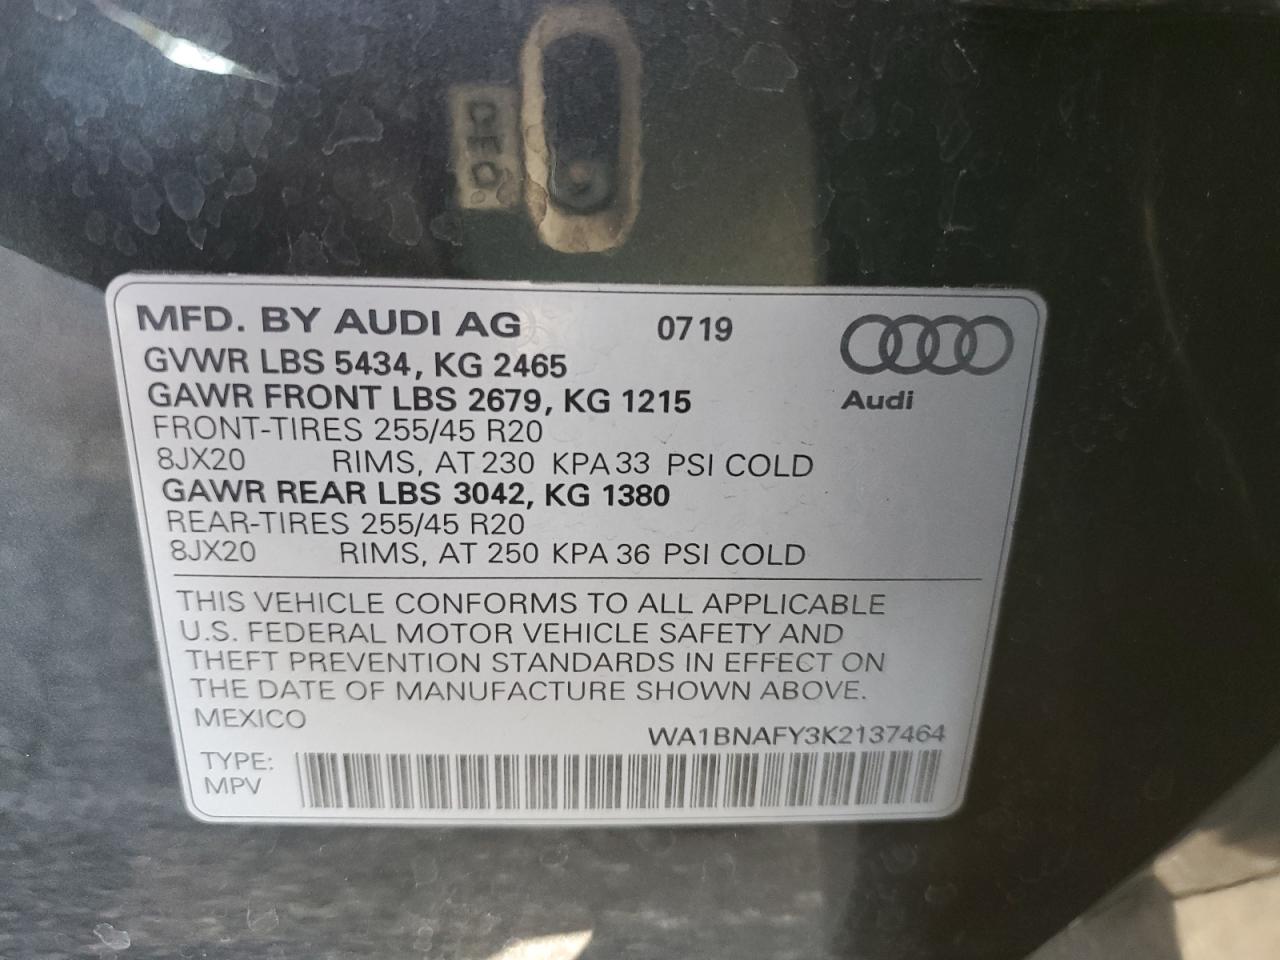 CEO
MFD. BY AUDI AG 0719
GVWR LBS 5434, KG 2465
GAWR FRONT LBS 2679, KG 1215
Audi
FRONT-TIRES 255/45 R20
8JX20 RIMS, AT 230 KPA 33 PSI COLD
GAWR REAR LBS 3042, KG 1380
REAR-TIRES 255/45 R20
8JX20 RIMS, AT 250 KPA 36 PSI COLD
THIS VEHICLE CONFORMS TO ALL APPLICABLE
U.S. FEDERAL MOTOR VEHICLE SAFETY AND
THEFT PREVENTION STANDARDS IN EFFECT ON
THE DATE OF MANUFACTURE SHOWN ABOVE.
MEXICO
WA1BNAFY3K2137464
TYPE:
MPV